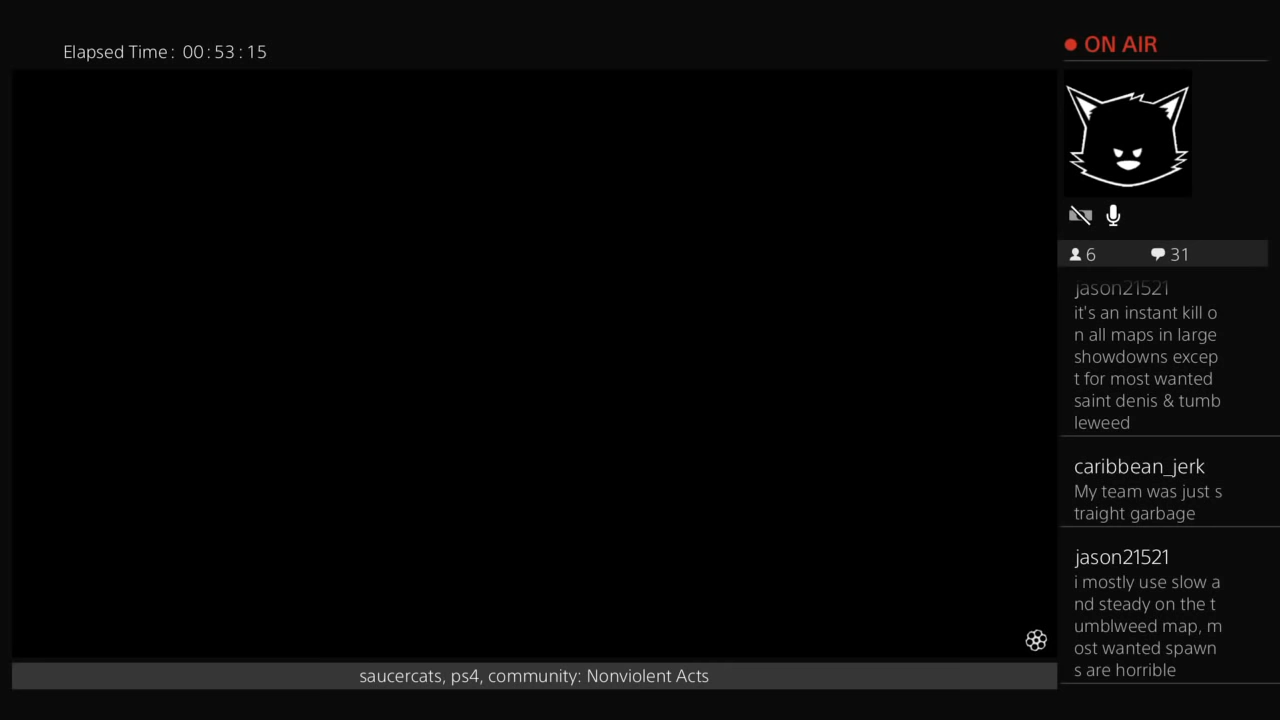 Elapsed Time: 00:53:15
ON AIR
6 31
jason21521
it's an instant kill o
n all maps in large
showdowns excep
t for most wanted
saint denis & tumb
leweed
caribbean_jerk
My team was just s
traight garbage
jason21521
i mostly use slow a
nd steady on the t
umblweed map, m
ost wanted spawn
s are horrible
saucercats, ps4, community: Nonviolent Acts